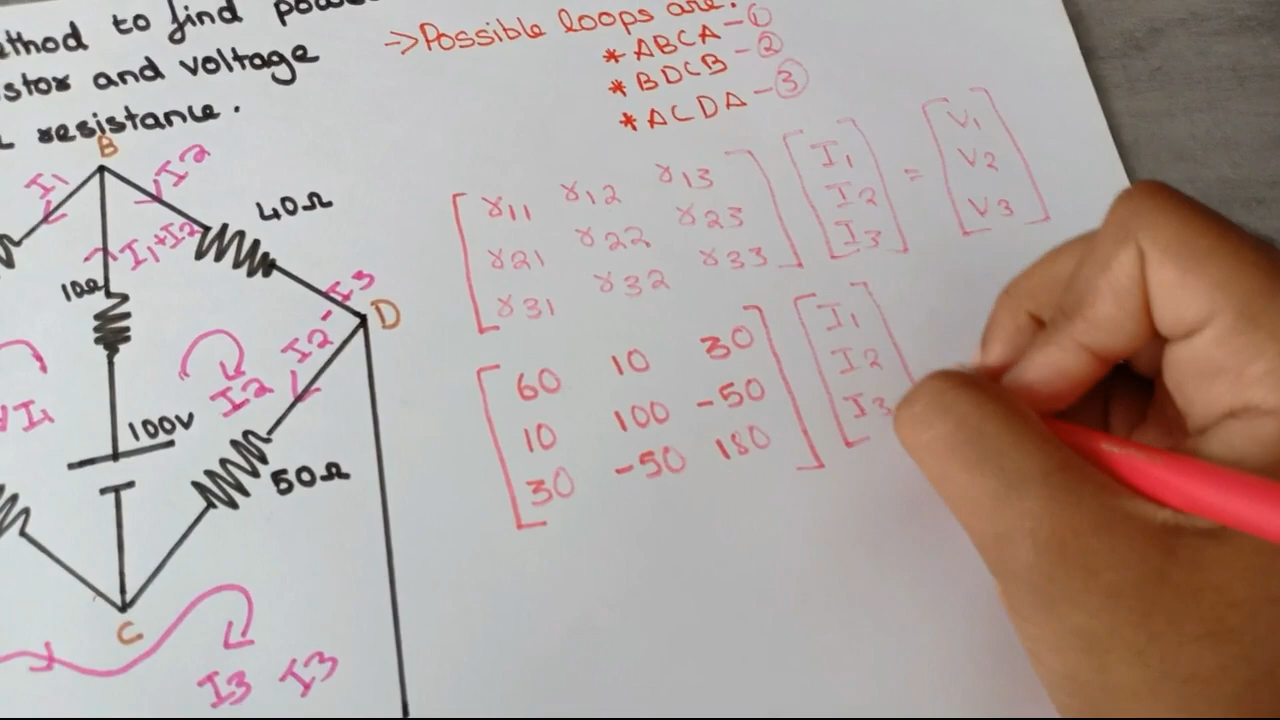 ethod to find
stor and voltage
resistance.
→Possible loops are:
* ABCA - ①
* BDCB - ②
* ACDA - ③
B
I1
I2
I1+I2
40Ω
10Ω
I3
D
I2-I3
I2
I1
100V
50Ω
C
I3
I3
r11 r12 r13
r21 r22 r23
r31 r32 r33
I1
I2
I3
=
V1
V2
V3
60 10 30
10 100 -50
30 -50 180
I1
I2
I3